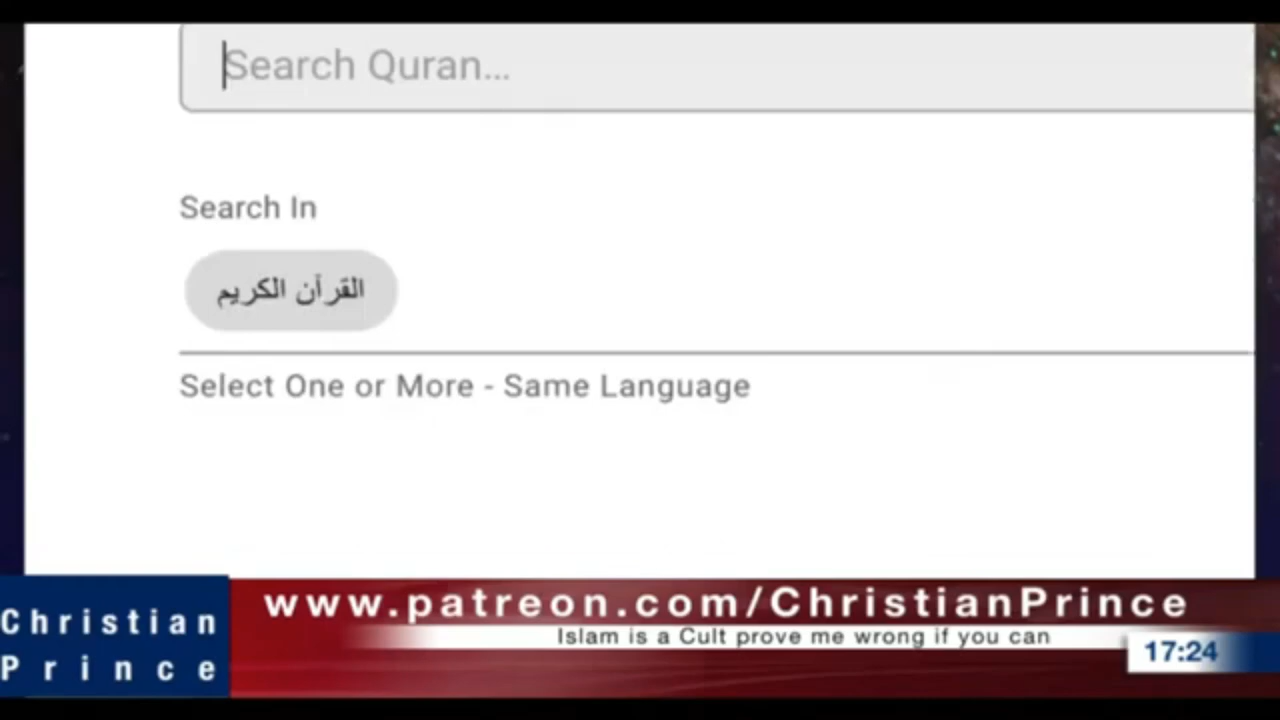 Search Quran...
Search In
القرآن الكريم
Select One or More - Same Language
Christian
Prince
www.patreon.com/ChristianPrince
Islam is a Cult prove me wrong if you can
17:24